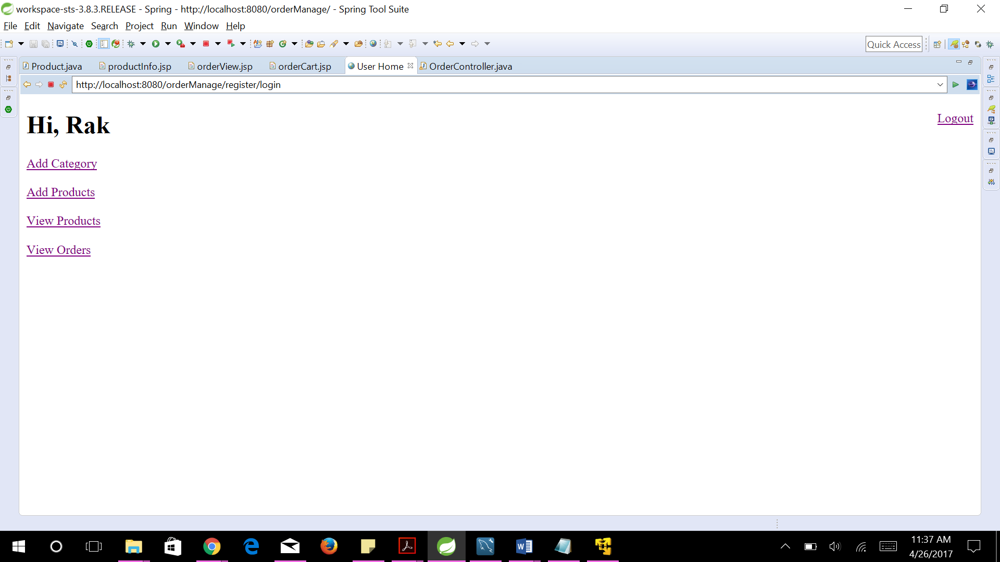 workspace-sts-3.8.3.RELEASE - Spring - http://localhost:8080/orderManage/ - Spring Tool Suite
File Edit Navigate Search Project Run Window Help
Quick Access
Product.java productInfo.jsp orderView.jsp orderCart.jsp User Home OrderController.java
http://localhost:8080/orderManage/register/login
Hi, Rak
Logout
Add Category
Add Products
View Products
View Orders
11:37 AM
4/26/2017